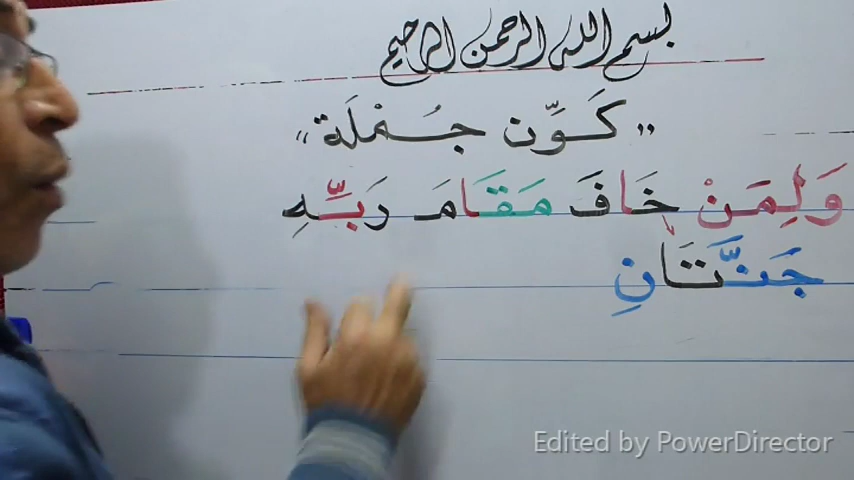 بسم الله الرحمن الرحيم
"كَوِّن جُمْلَة"
وَلِمَنْ خَافَ مَقَامَ رَبِّهِ
جَنَّتَانِ
Edited by PowerDirector